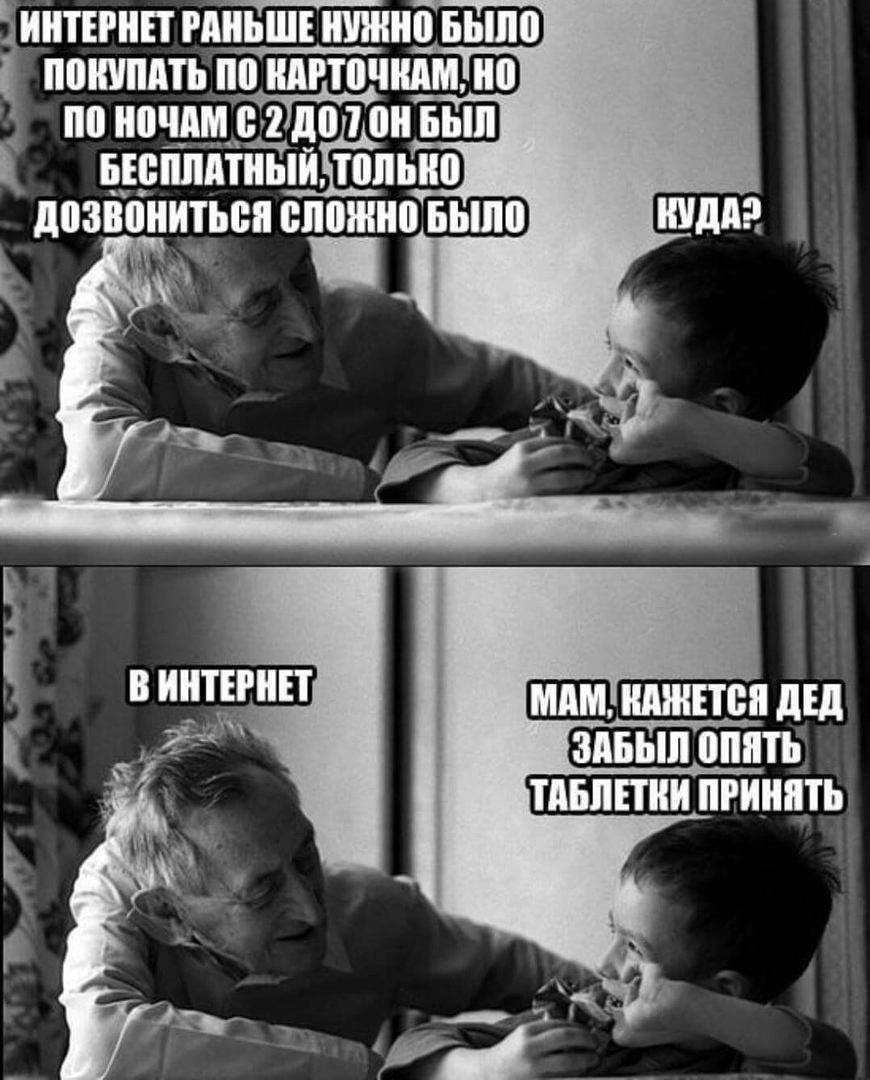 ИНТЕРНЕТ РАНЬШЕ НУЖНО БЫЛО
ПОКУПАТЬ ПО КАРТОЧКАМ, НО
ПО НОЧАМ С 2 ДО 7 ОН БЫЛ
БЕСПЛАТНЫЙ, ТОЛЬКО
ДОЗВОНИТЬСЯ СЛОЖНО БЫЛО
КУДА?
В ИНТЕРНЕТ
МАМ, КАЖЕТСЯ ДЕД
ЗАБЫЛ ОПЯТЬ
ТАБЛЕТКИ ПРИНЯТЬ